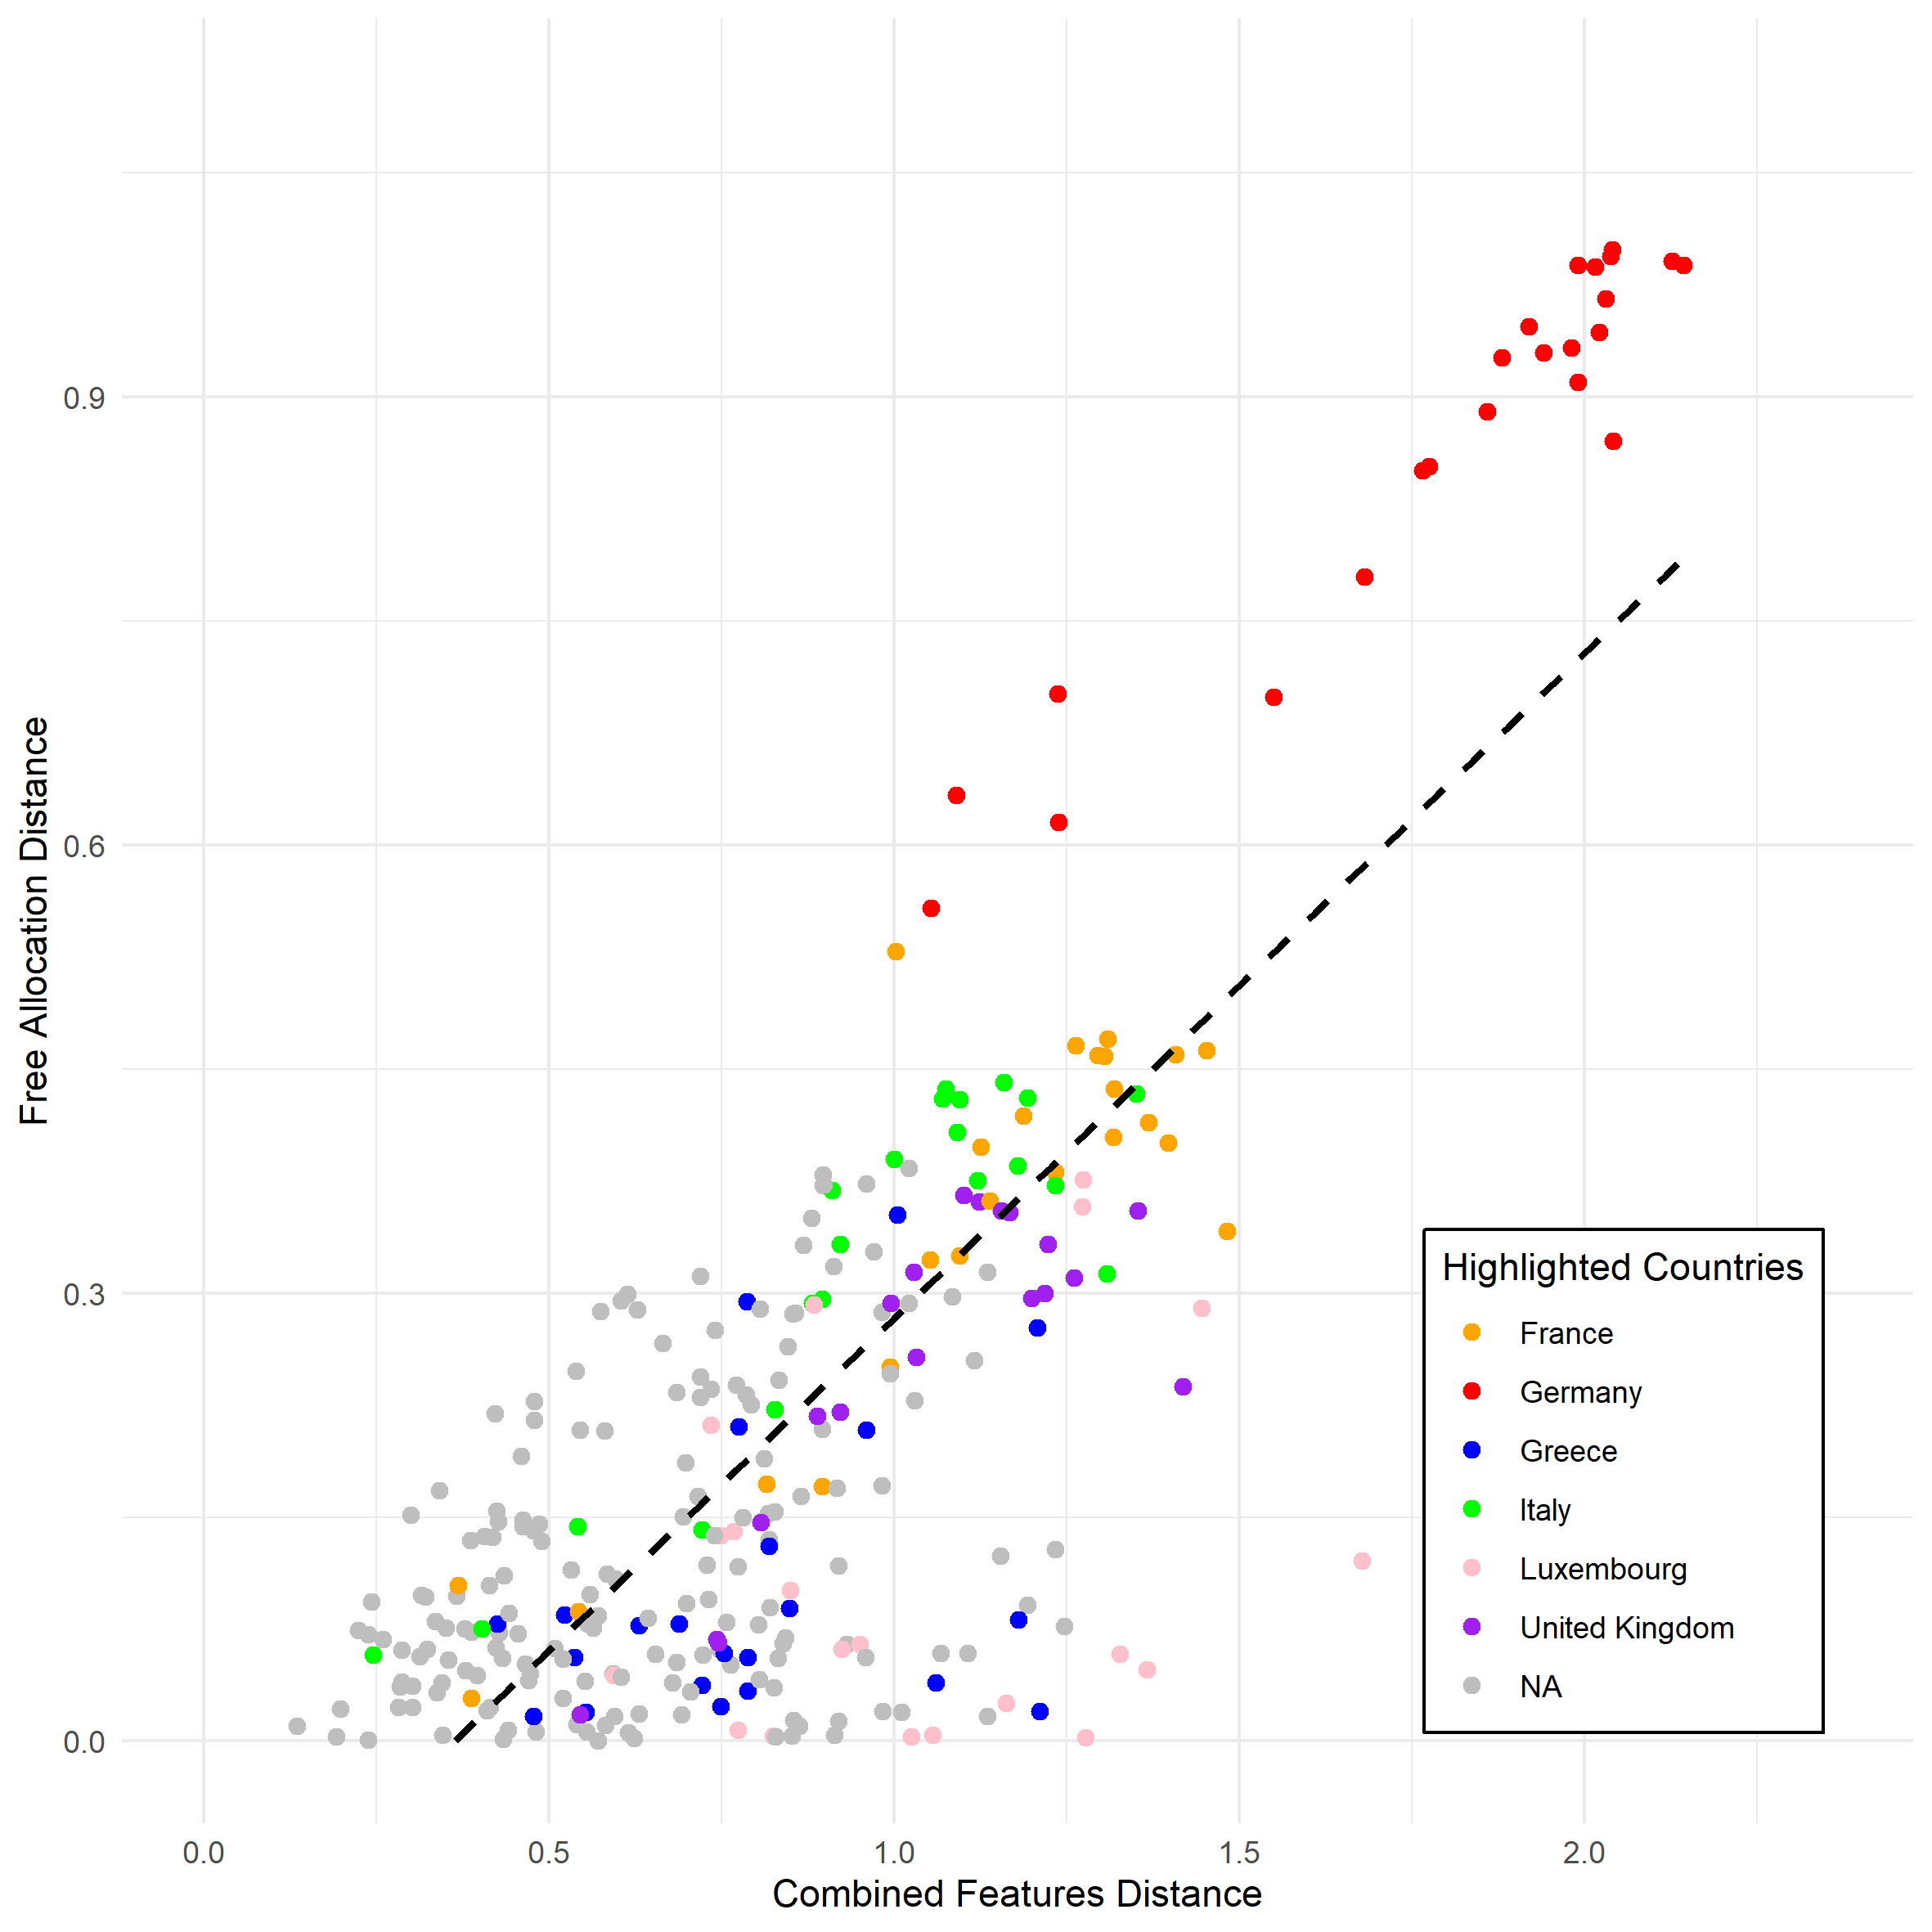 0.9
0.6
0.3
0.0
Free Allocation Distance
0.0
0.5
1.0
1.5
2.0
Combined Features Distance
Highlighted Countries
France
Germany
Greece
Italy
Luxembourg
United Kingdom
NA